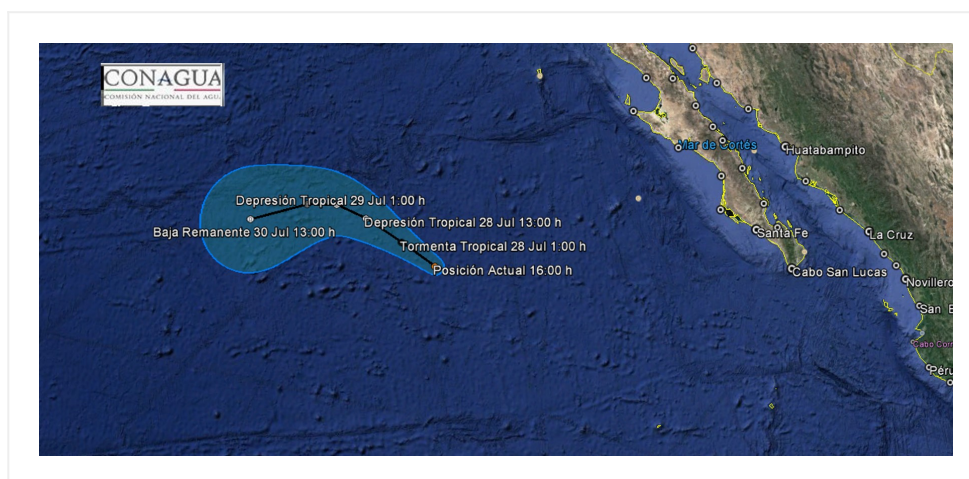 CONAGUA
COMISIÓN NACIONAL DEL AGUA
Mar de Cortés
Huatabampito
Depresión Tropical 29 Jul 1:00 h
Depresión Tropical 28 Jul 13:00 h
Baja Remanente 30 Jul 13:00 h
Santa Fe
La Cruz
Tormenta Tropical 28 Jul 1:00 h
Posición Actual 16:00 h
Cabo San Lucas
Novillero
San
Cabo